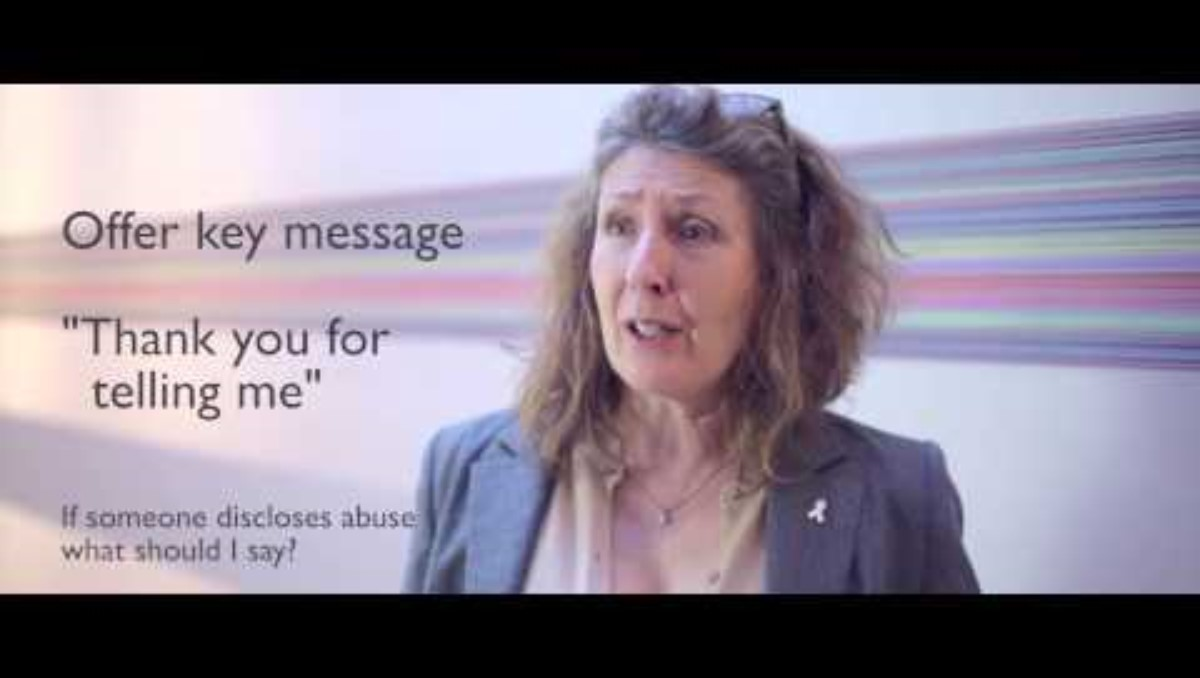 Offer key message
"Thank you for
telling me"
If someone discloses abuse
what should I say?